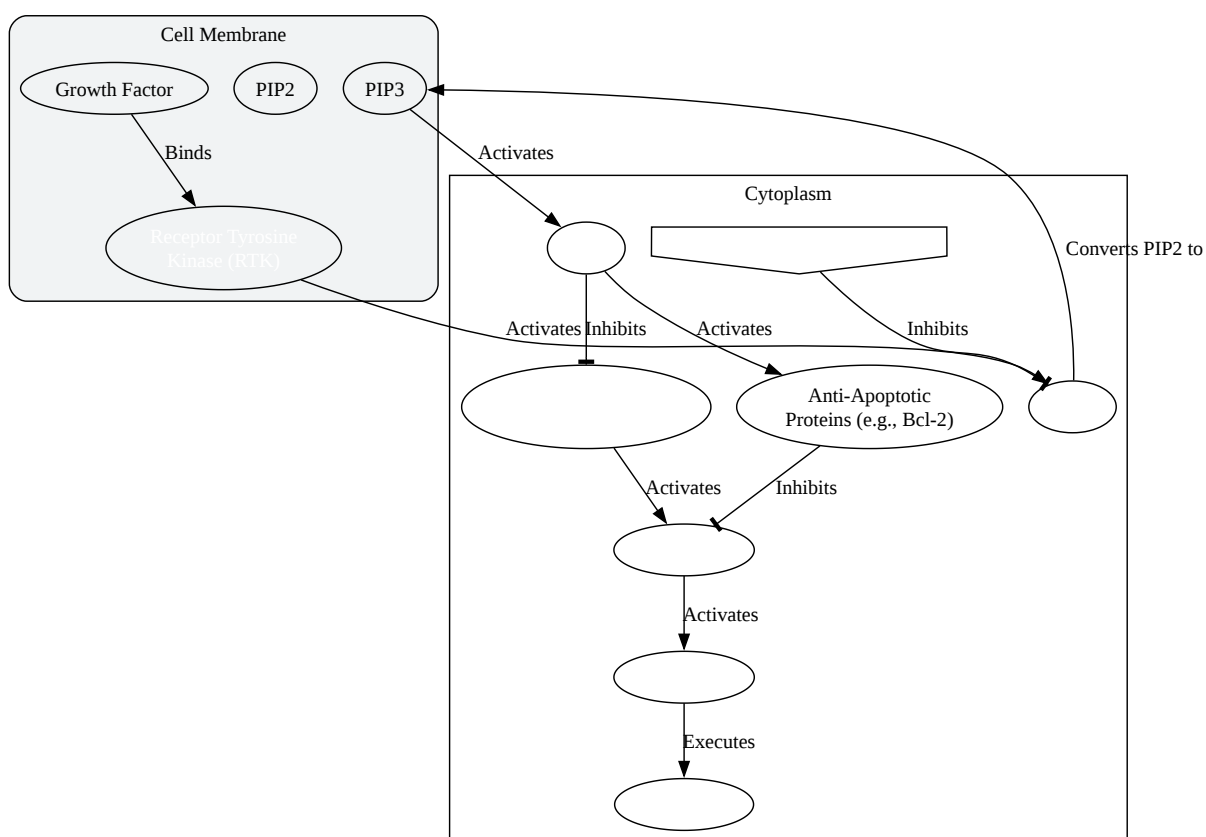 Cell Membrane
Growth Factor
PIP2
PIP3
Binds
Activates
Cytoplasm
Receptor Tyrosine
Kinase (RTK)
Converts PIP2 to
Activates
Inhibits
Activates
Inhibits
Anti-Apoptotic
Proteins (e.g., Bcl-2)
Activates
Inhibits
Activates
Executes